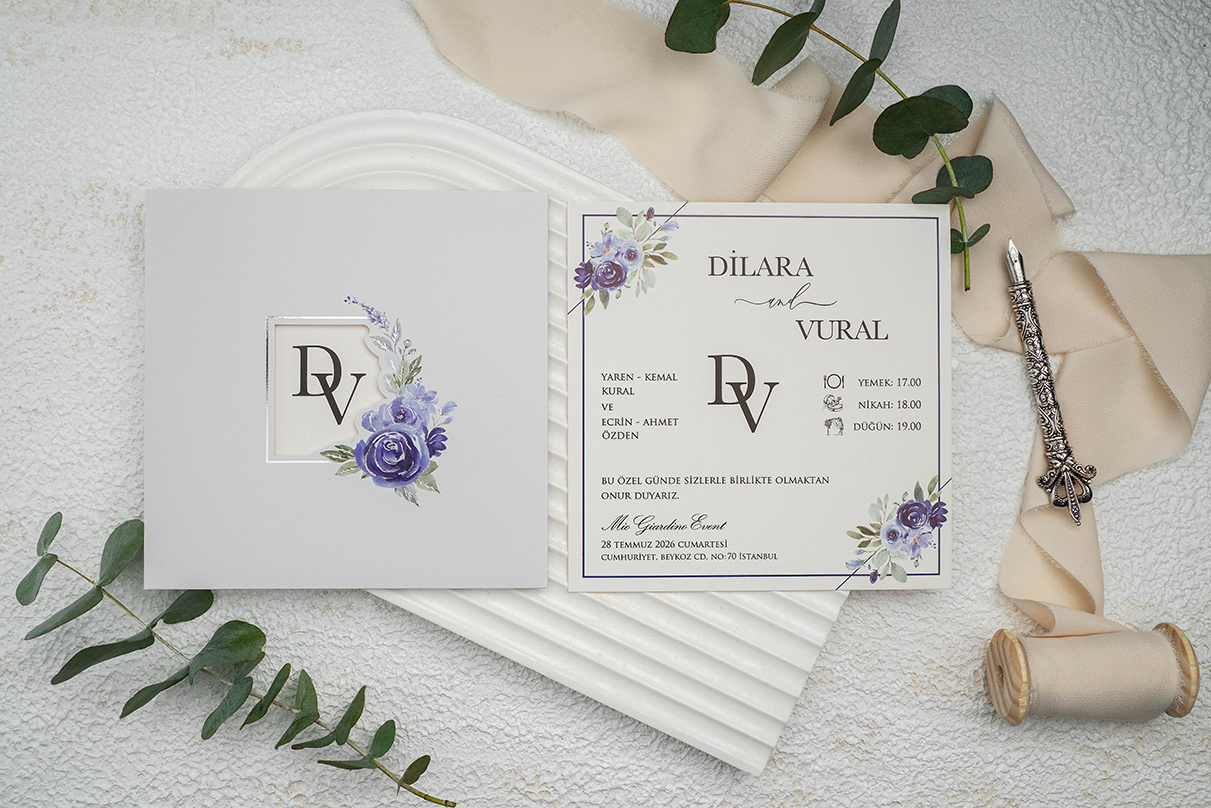 DV
DİLARA
and
VURAL
YAREN - KEMAL
KURAL
VE
ECRİN - AHMET
ÖZDEN
DV
YEMEK: 17.00
NİKAH: 18.00
DÜĞÜN: 19.00
BU ÖZEL GÜNDE SİZLERLE BİRLİKTE OLMAKTAN
ONUR DUYARIZ.
Mio Giardino Event
28 TEMMUZ 2026 CUMARTESİ
CUMHURİYET, BEYKOZ CD. NO:70 İSTANBUL